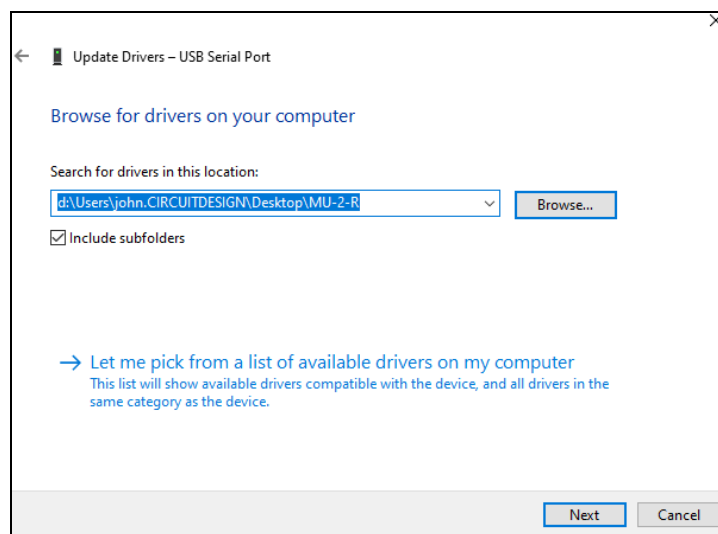 Update Drivers – USB Serial Port
Browse for drivers on your computer
Search for drivers in this location:
d:\Users\john.CIRCUITDESIGN\Desktop\MU-2-R
Browse...
Include subfolders
Let me pick from a list of available drivers on my computer
This list will show available drivers compatible with the device, and all drivers in the
same category as the device.
Next
Cancel